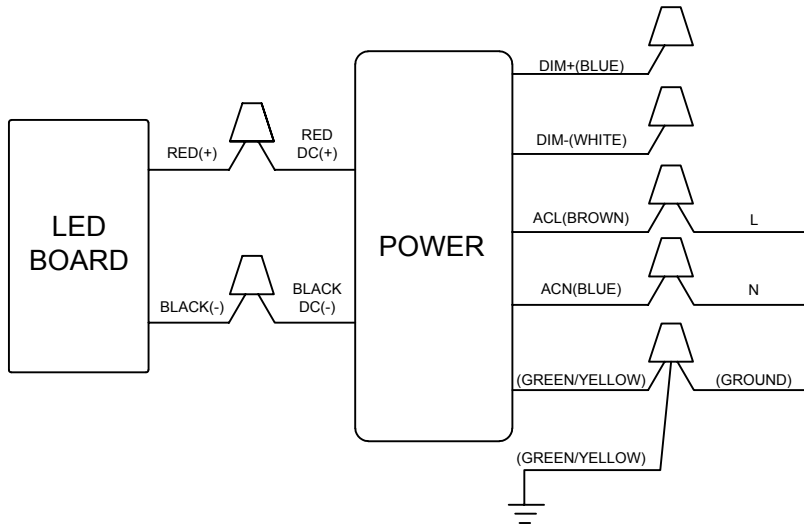 LED
BOARD
RED(+)
RED
DC(+)
BLACK(-)
BLACK
DC(-)
POWER
DIM+(BLUE)
DIM-(WHITE)
ACL(BROWN)
L
ACN(BLUE)
N
(GREEN/YELLOW)
(GROUND)
(GREEN/YELLOW)